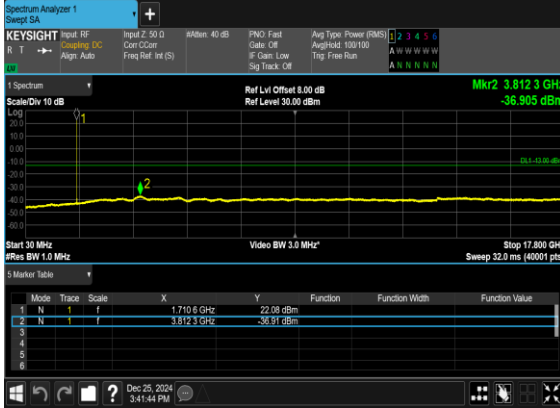 Spectrum Analyzer 1
Swept SA
+
KEYSIGHT Input: RF Input Z: 50 Ω #Atten: 40 dB PNO: Fast Avg Type: Power (RMS) 1 2 3 4 5 6
R T Coupling: DC Corr CCorr Gate: Off Avg|Hold: 100/100 A W W W W W
Align: Auto Freq Ref: Int (S) IF Gain: Low Trig: Free Run
Sig Track: Off A N N N N N
1 Spectrum Ref Lvl Offset 8.00 dB Mkr2 3.812 3 GHz
Scale/Div 10 dB Ref Level 30.00 dBm -36.905 dBm
Log
20.0
10.0
0.00
-10.0
DL1 -13.00 dBm
-20.0
-30.0
-40.0
-50.0
-60.0
1
2
Start 30 MHz Video BW 3.0 MHz* Stop 17.800 GHz
#Res BW 1.0 MHz Sweep 32.0 ms (40001 pts)
5 Marker Table
Mode Trace Scale X Y Function Function Width Function Value
1 N 1 f 1.710 6 GHz 22.08 dBm
2 N 1 f 3.812 3 GHz -36.91 dBm
3
4
5
6
? Dec 25, 2024
3:41:44 PM